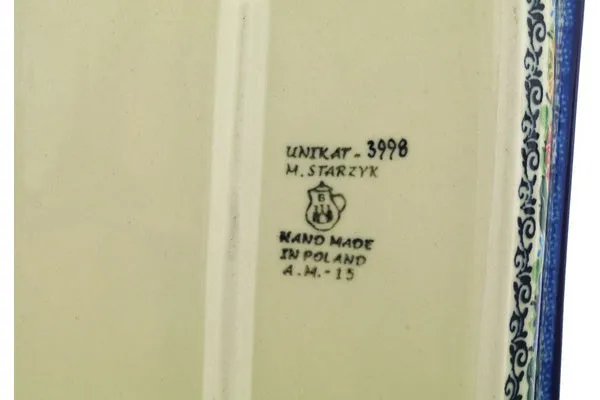 UNIKAT - 3998
M. STARZYK
B
HAND MADE
IN POLAND
A.M.-15